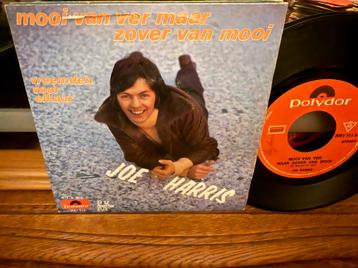 mooi van ver maar
zover van mooi
vreemden
voor
elkaar
JOE HARRIS
Polydor
Polydor
MOOI VAN VER
MAAR ZOVER VAN MOOI
JOE HARRIS